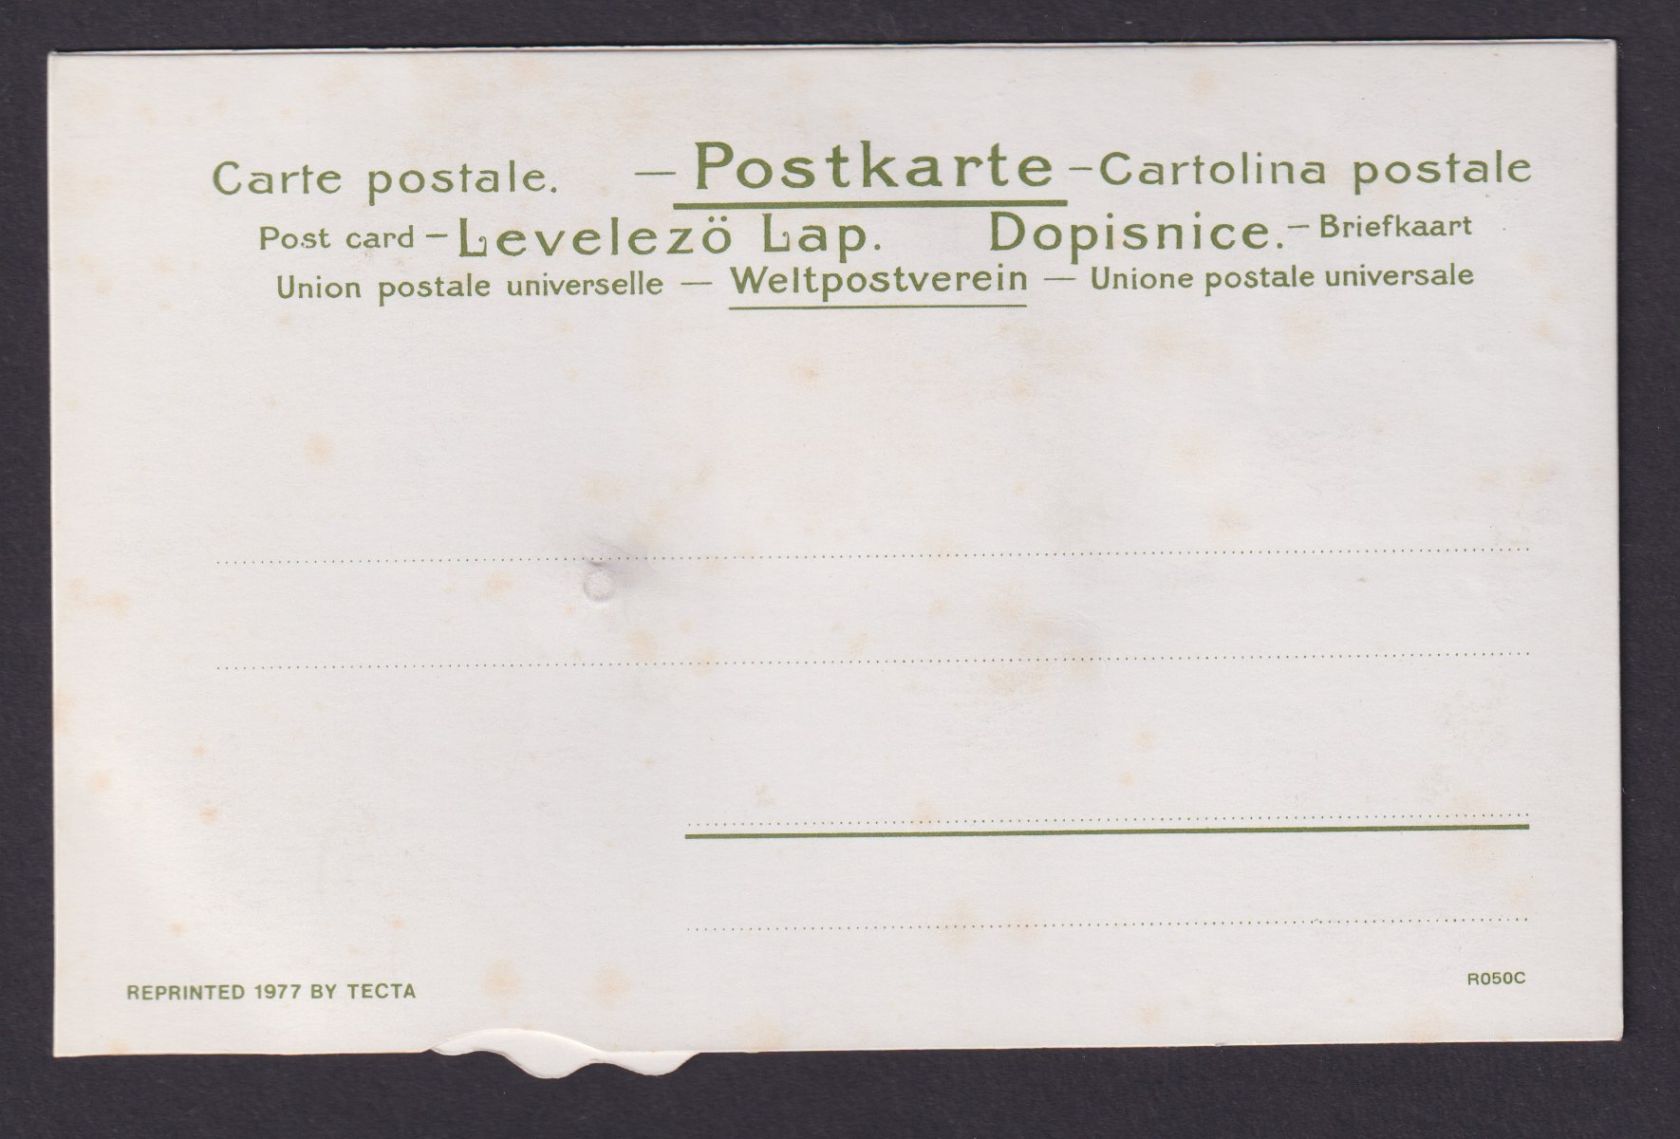 Carte postale. — Postkarte – Cartolina postale
Post card – Levelezö Lap. Dopisnice. – Briefkaart
Union postale universelle — Weltpostverein — Unione postale universale
REPRINTED 1977 BY TECTA
R050C